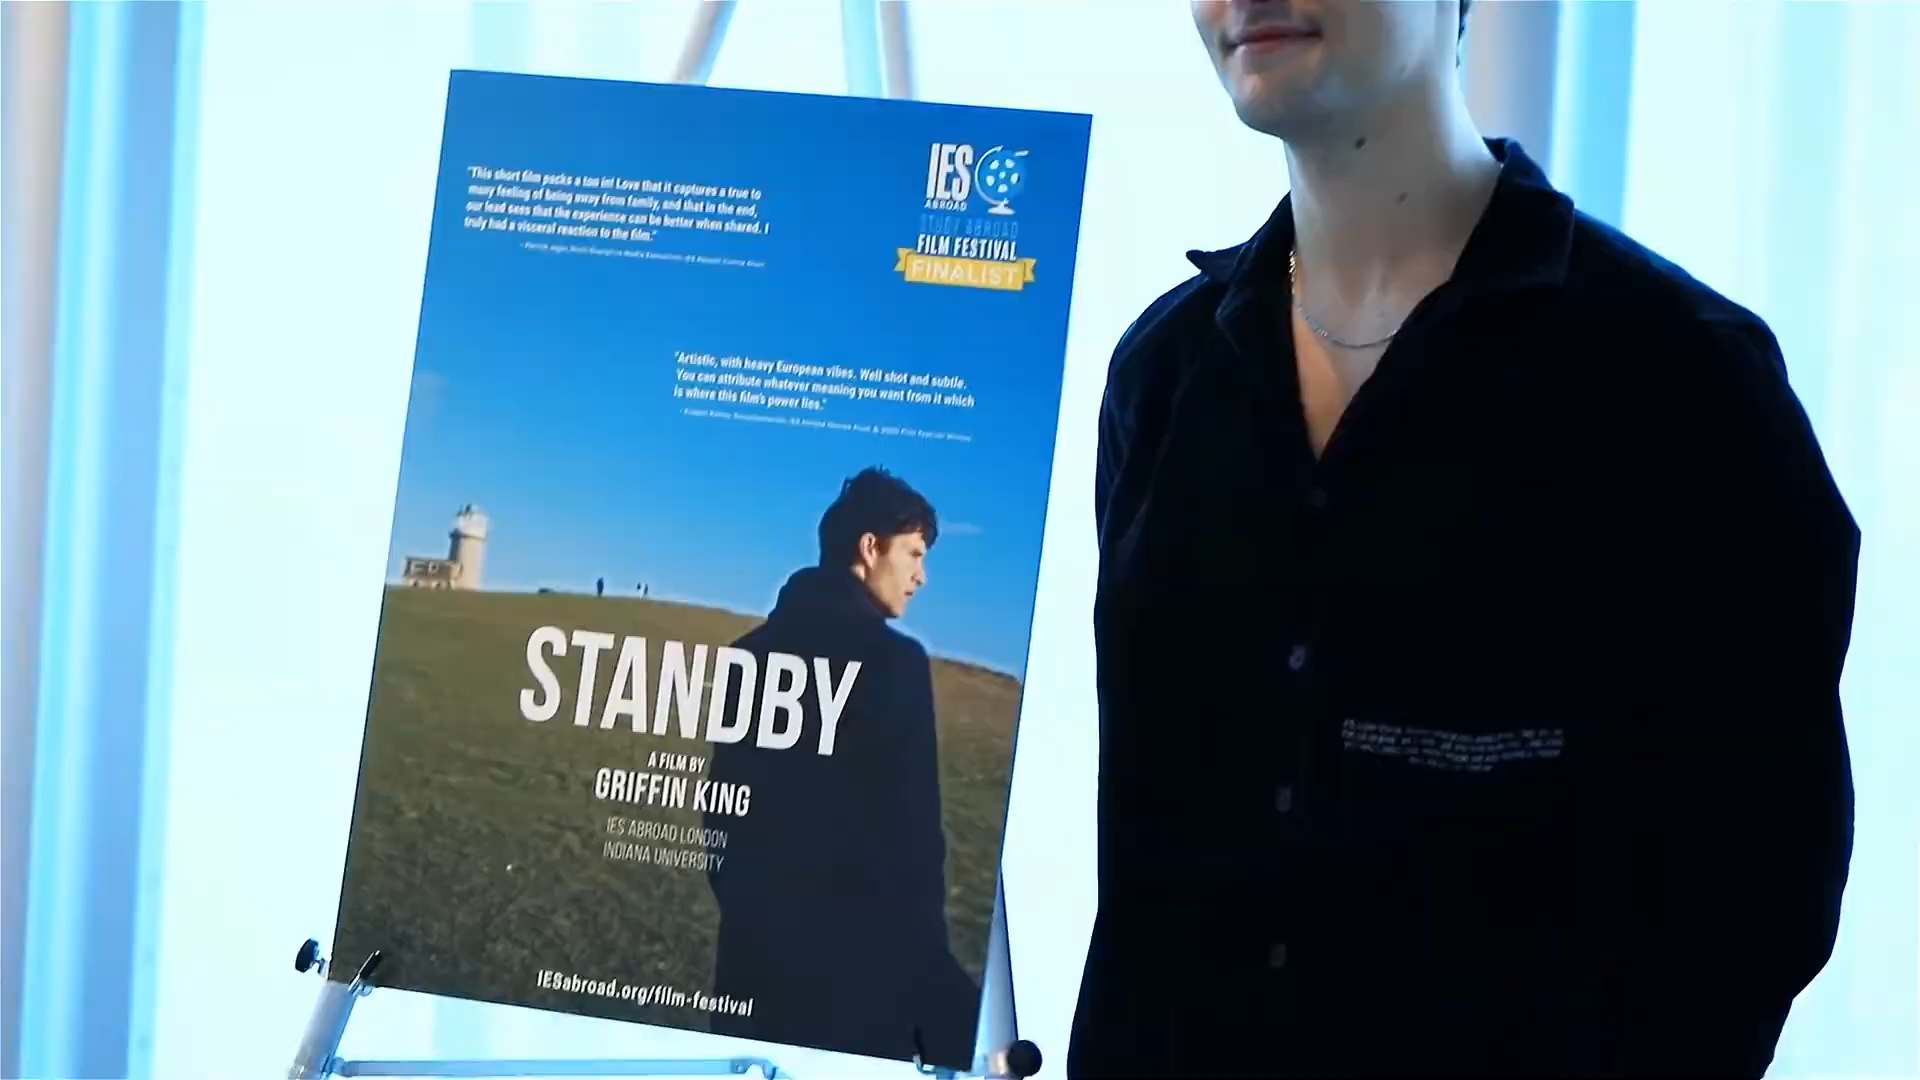 "This short film packs a ton in! Love that it captures a true to
many feeling of being away from family, and that in the end,
our lead sees that the experience can be better when shared. I
truly had a visceral reaction to the film."
IES
ABROAD
STUDY ABROAD
FILM FESTIVAL
FINALIST
"Artistic, with heavy European vibes. Well shot and subtle.
You can attribute whatever meaning you want from it which
is where this film's power lies."
STANDBY
A FILM BY
GRIFFIN KING
IES ABROAD LONDON
INDIANA UNIVERSITY
IESabroad.org/film-festival